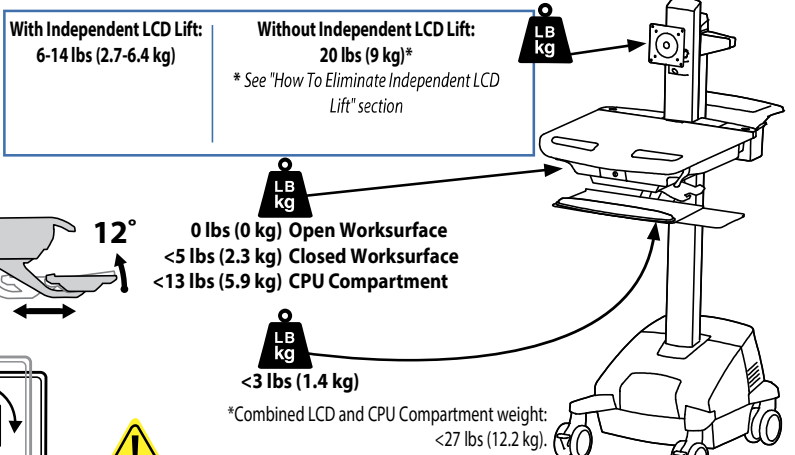 With Independent LCD Lift:
6-14 lbs (2.7-6.4 kg)
Without Independent LCD Lift:
20 lbs (9 kg)*
* See "How To Eliminate Independent LCD
Lift" section
LB
kg
LB
kg
0 lbs (0 kg) Open Worksurface
<5 lbs (2.3 kg) Closed Worksurface
<13 lbs (5.9 kg) CPU Compartment
12°
LB
kg
<3 lbs (1.4 kg)
*Combined LCD and CPU Compartment weight:
<27 lbs (12.2 kg).
!